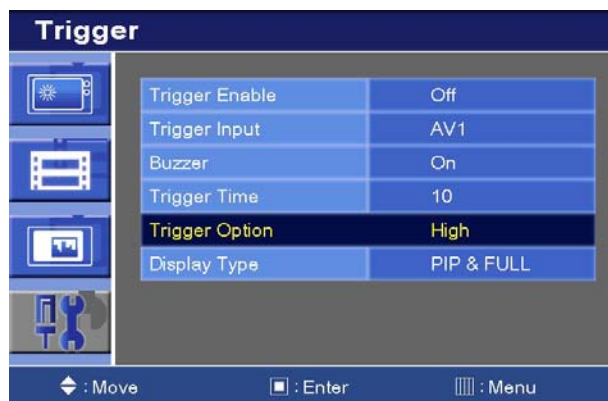 Trigger
Trigger Enable Off
Trigger Input AV1
Buzzer On
Trigger Time 10
Trigger Option High
Display Type PIP & FULL
: Move : Enter : Menu